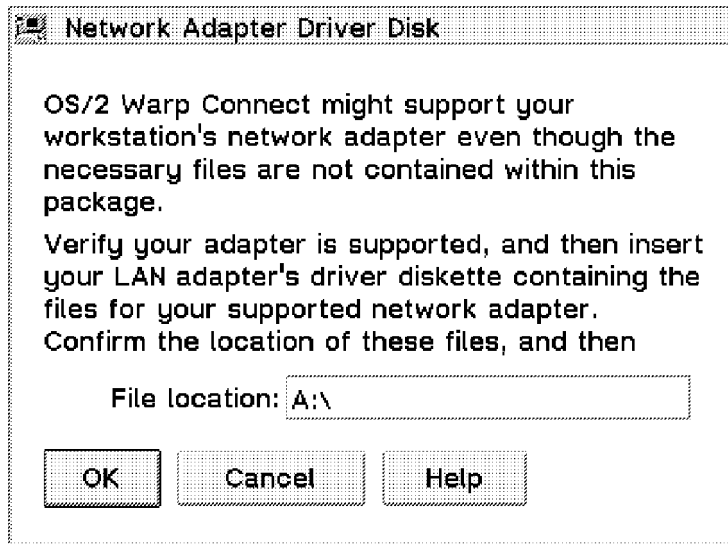 Network Adapter Driver Disk
OS/2 Warp Connect might support your
workstation's network adapter even though the
necessary files are not contained within this
package.
Verify your adapter is supported, and then insert
your LAN adapter's driver diskette containing the
files for your supported network adapter.
Confirm the location of these files, and then
File location: A:\
OK Cancel Help